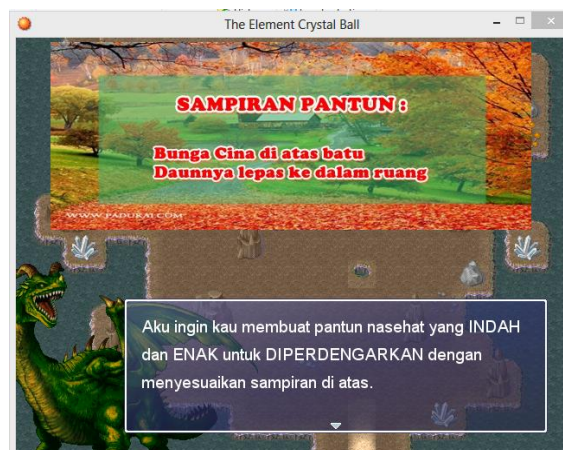 The Element Crystal Ball
SAMPIRAN PANTUN :
Bunga Cina di atas batu
Daunnya lepas ke dalam ruang
WWW.PADUKAI.COM
Aku ingin kau membuat pantun nasehat yang INDAH
dan ENAK untuk DIPERDENGARKAN dengan
menyesuaikan sampiran di atas.